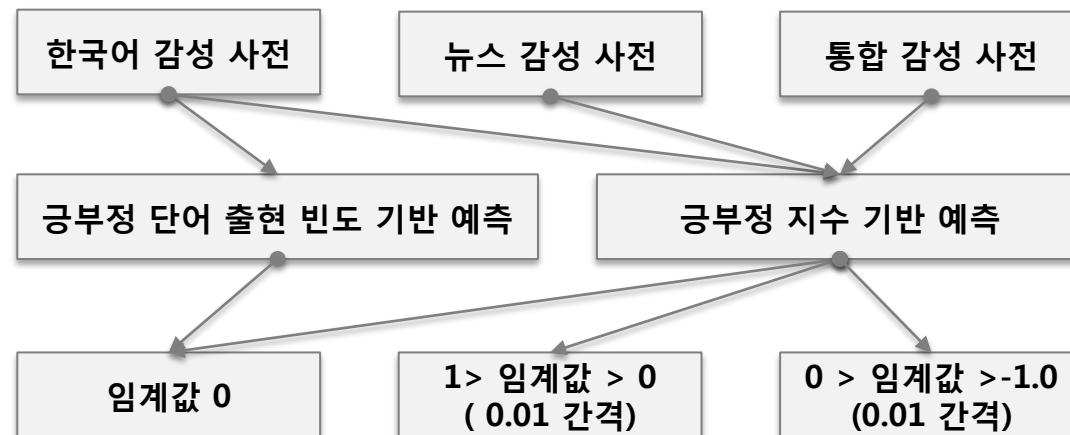 한국어 감성 사전
뉴스 감성 사전
통합 감성 사전
긍부정 단어 출현 빈도 기반 예측
긍부정 지수 기반 예측
임계값 0
1> 임계값 > 0
( 0.01 간격)
0 > 임계값 >-1.0
(0.01 간격)